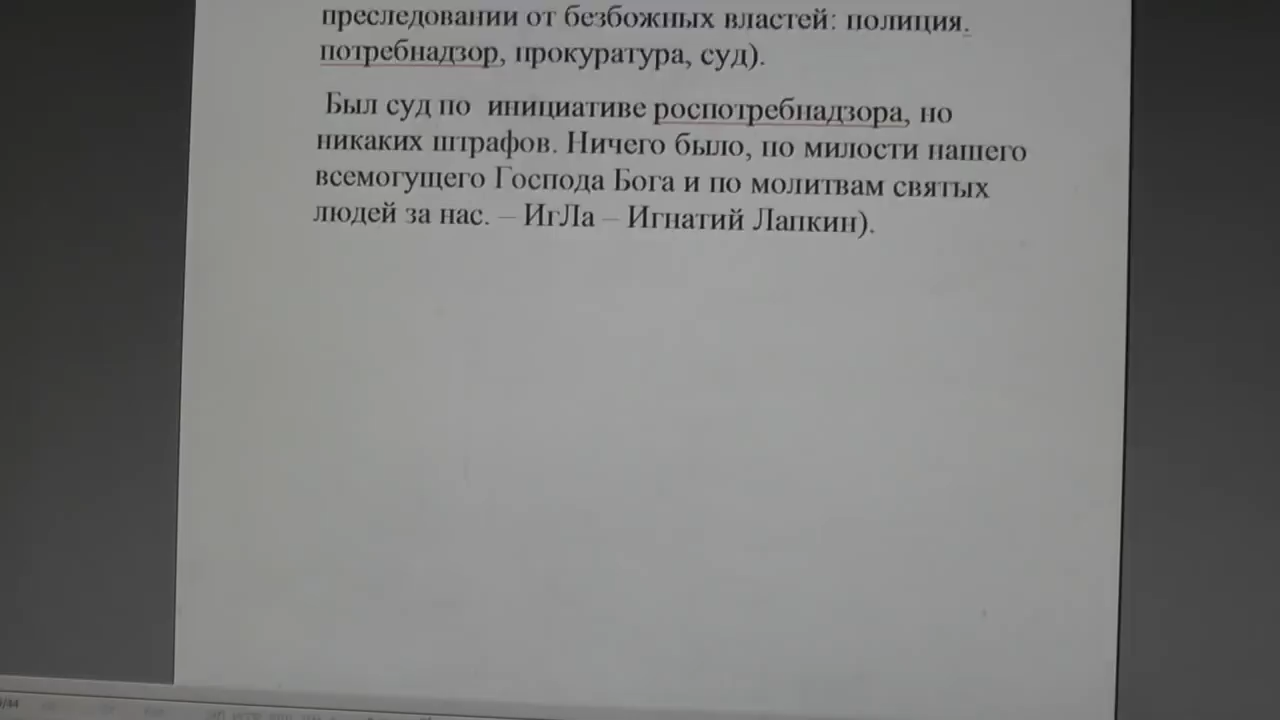 преследовании от безбожных властей: полиция.
потребнадзор, прокуратура, суд).
Был суд по инициативе роспотребнадзора, но
никаких штрафов. Ничего было, по милости нашего
всемогущего Господа Бога и по молитвам святых
людей за нас. – ИгЛа – Игнатий Лапкин).